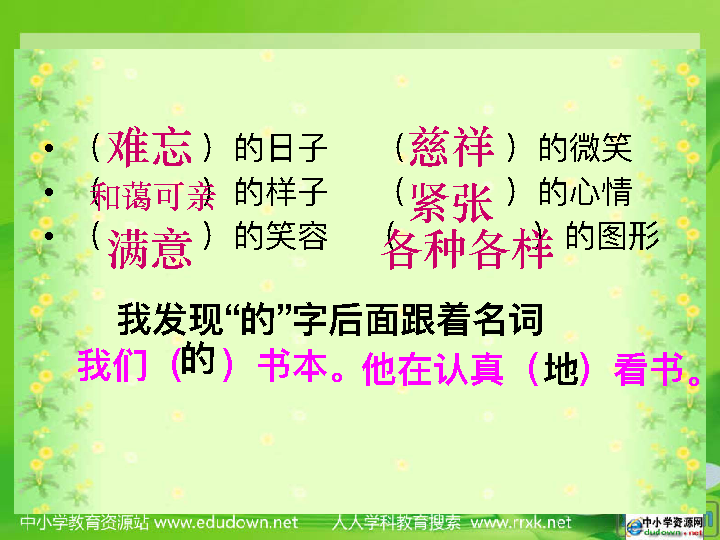 • （难忘）的日子 （慈祥）的微笑
• （和蔼可亲）的样子 （紧张）的心情
• （满意）的笑容 （各种各样）的图形
我发现“的”字后面跟着名词
我们（的）书本。他在认真（地）看书。
中小学教育资源站 www.edudown.net 人人学科教育搜索 www.rrxk.net
中小学资源网
edudown.net